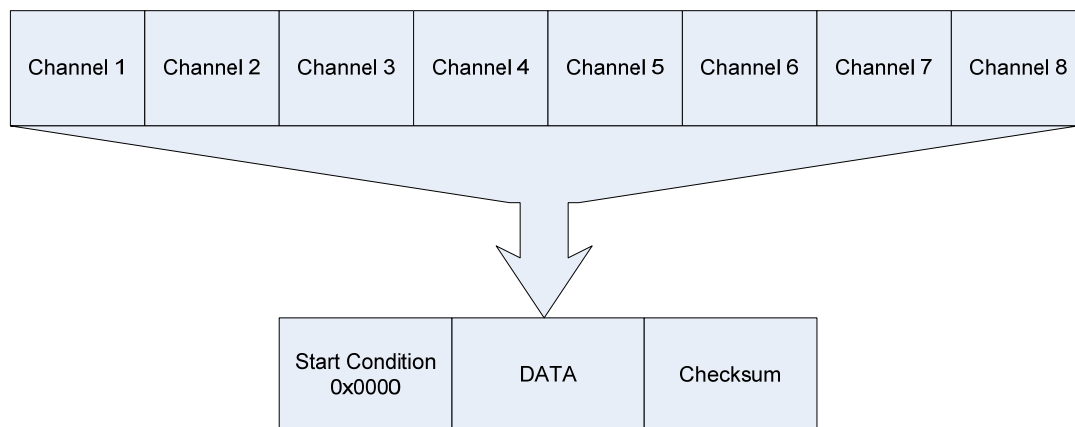 Channel 1
Channel 2
Channel 3
Channel 4
Channel 5
Channel 6
Channel 7
Channel 8
Start Condition
0x0000
DATA
Checksum